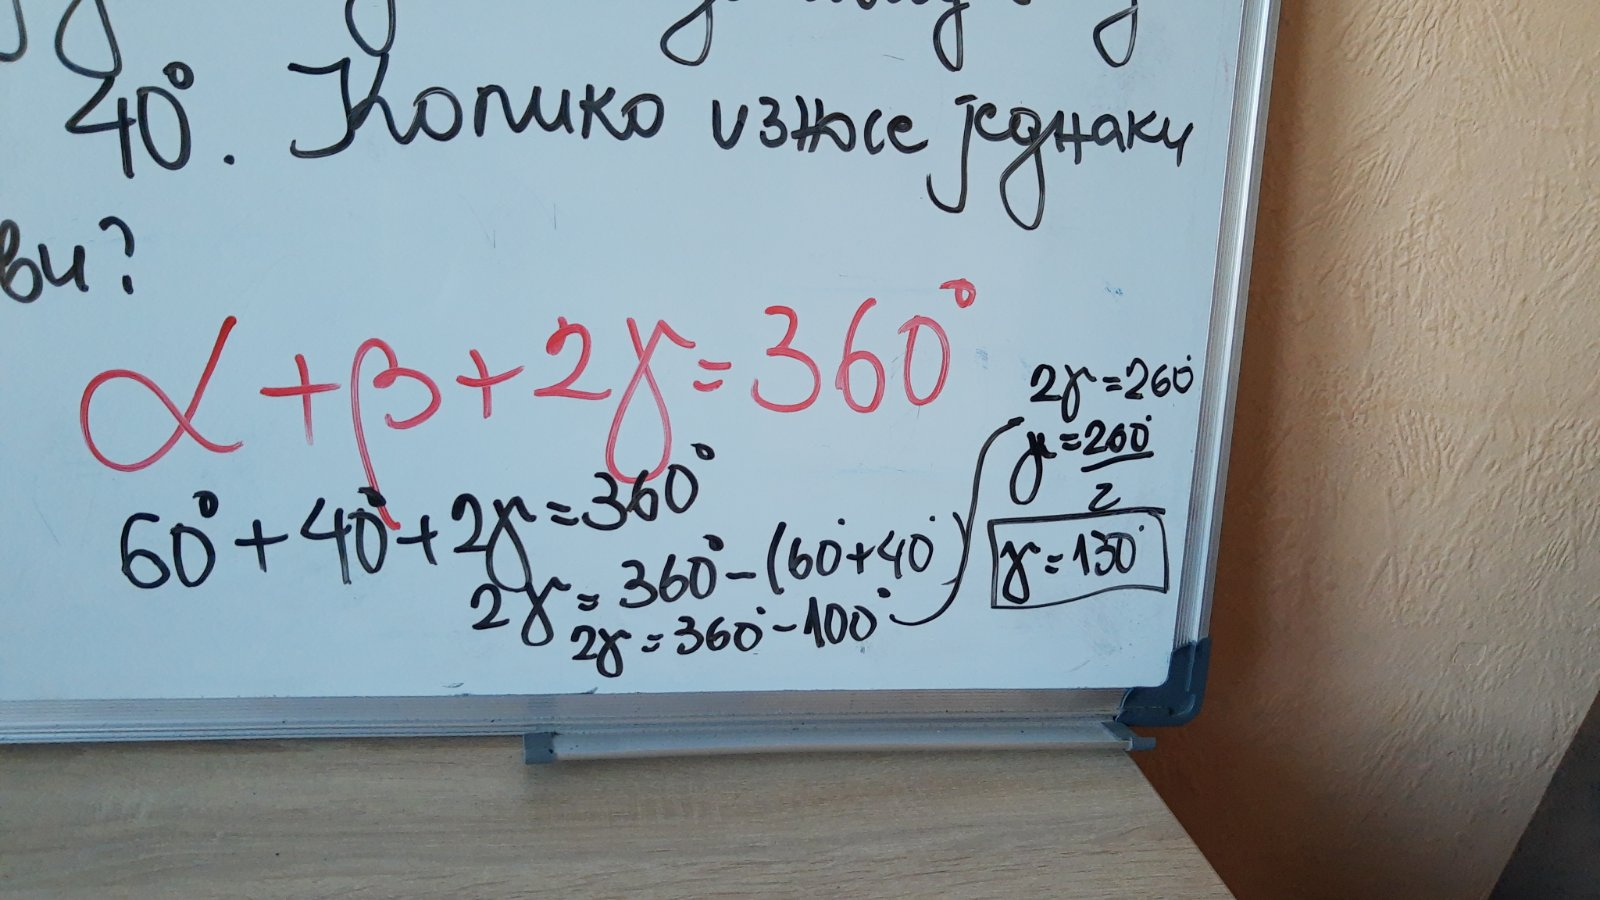 40°. Колико износе једнаки
ви?
α + β + 2γ = 360°
60° + 40° + 2γ = 360°
2γ = 360° - (60° + 40°)
2γ = 360° - 100°
2γ = 260°
γ = 260° / 2
γ = 130°